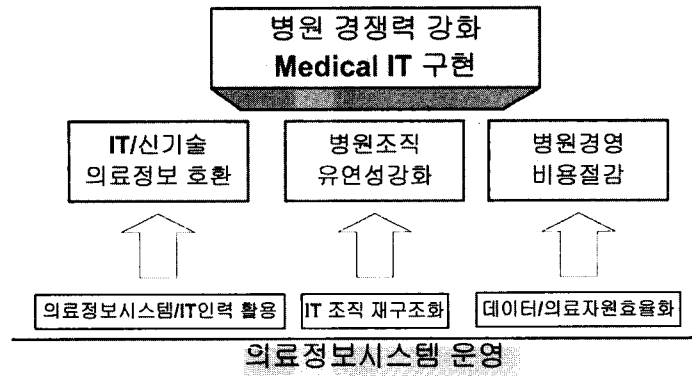 병원 경쟁력 강화
Medical IT 구현
IT/신기술
의료정보 호환
병원조직
유연성강화
병원경영
비용절감
의료정보시스템/IT인력 활용
IT 조직 재구조화
데이터/의료자원효율화
의료정보시스템 운영